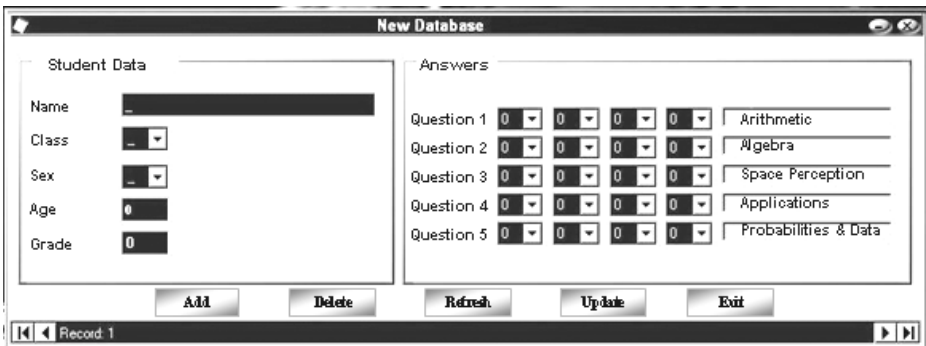 New Database
Student Data
Name _
Class _
Sex _
Age 0
Grade 0
Answers
Question 1 0 0 0 0 Arithmetic
Question 2 0 0 0 0 Algebra
Question 3 0 0 0 0 Space Perception
Question 4 0 0 0 0 Applications
Question 5 0 0 0 0 Probabilities & Data
Add Delete Refresh Update Exit
Record: 1